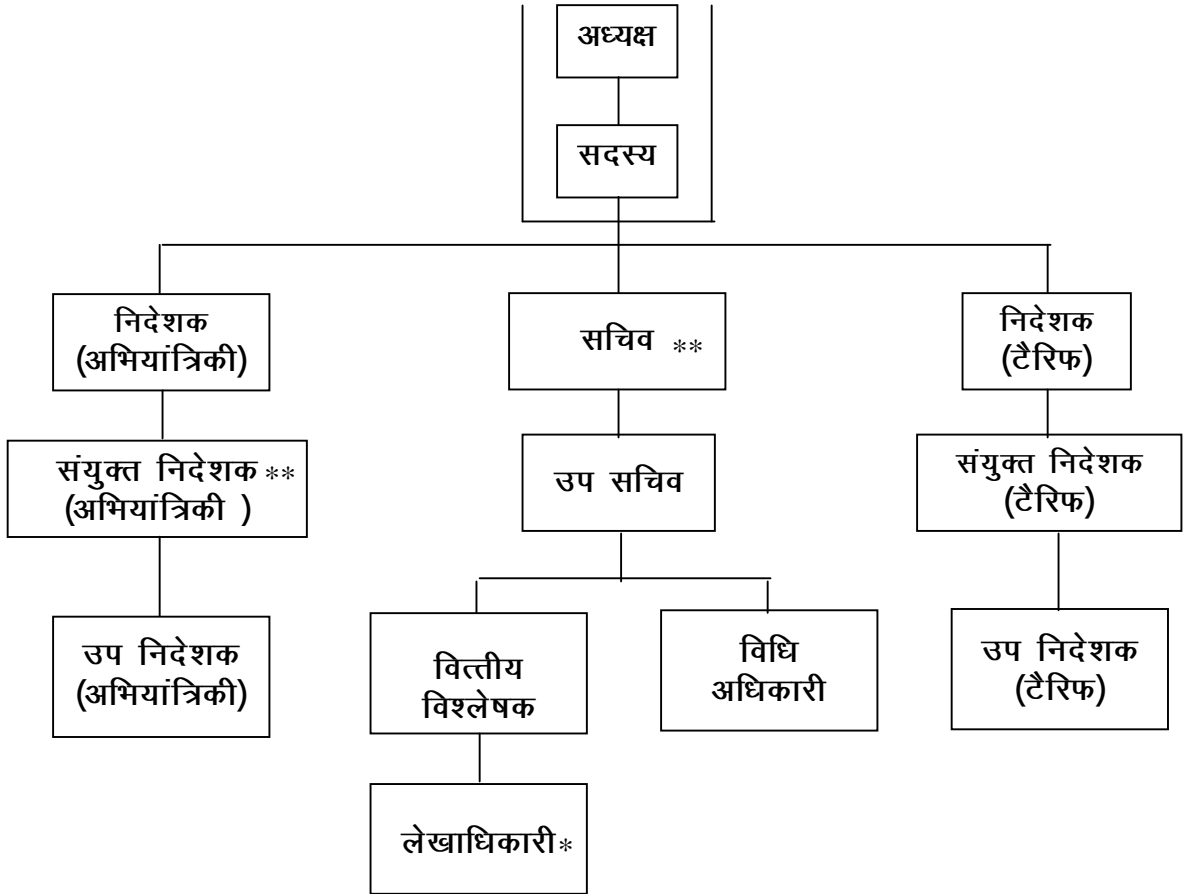 अध्यक्ष
सदस्य
निदेशक
(अभियांत्रिकी)
सचिव **
निदेशक
(टैरिफ)
संयुक्त निदेशक **
(अभियांत्रिकी )
उप सचिव
संयुक्त निदेशक
(टैरिफ)
उप निदेशक
(अभियांत्रिकी)
वित्तीय
विश्लेषक
विधि
अधिकारी
उप निदेशक
(टैरिफ)
लेखाधिकारी*